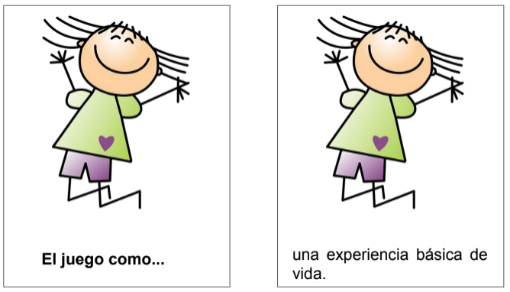 El juego como...
una experiencia básica de
vida.